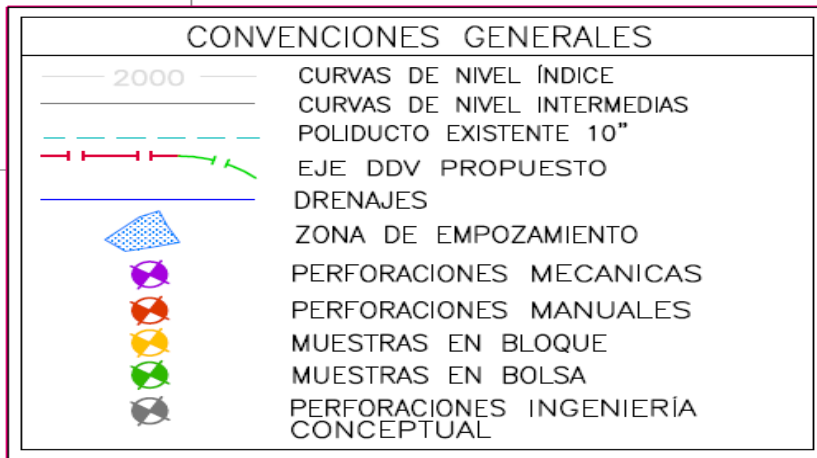 CONVENCIONES GENERALES
2000 CURVAS DE NIVEL ÍNDICE
CURVAS DE NIVEL INTERMEDIAS
POLIDUCTO EXISTENTE 10"
EJE DDV PROPUESTO
DRENAJES
ZONA DE EMPOZAMIENTO
PERFORACIONES MECANICAS
PERFORACIONES MANUALES
MUESTRAS EN BLOQUE
MUESTRAS EN BOLSA
PERFORACIONES INGENIERÍA
CONCEPTUAL